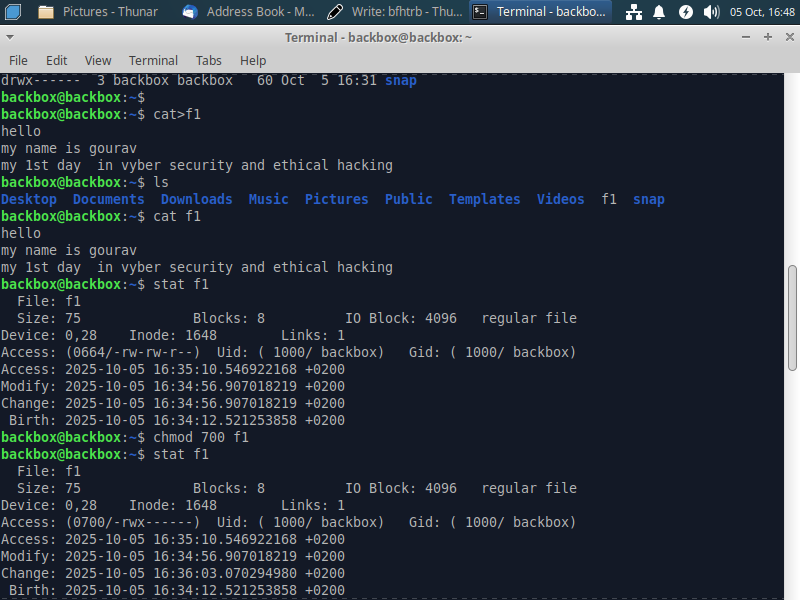 Pictures - Thunar
Address Book - M...
Write: bfhtrb - Thu...
Terminal - backbo...
05 Oct, 16:48
Terminal - backbox@backbox: ~
File Edit View Terminal Tabs Help
drwx------  3 backbox backbox   60 Oct  5 16:31 snap
backbox@backbox:~$
backbox@backbox:~$ cat>f1
hello
my name is gourav
my 1st day  in vyber security and ethical hacking
backbox@backbox:~$ ls
Desktop  Documents  Downloads  Music  Pictures  Public  Templates  Videos  f1  snap
backbox@backbox:~$ cat f1
hello
my name is gourav
my 1st day  in vyber security and ethical hacking
backbox@backbox:~$ stat f1
  File: f1
  Size: 75              Blocks: 8          IO Block: 4096   regular file
Device: 0,28    Inode: 1648        Links: 1
Access: (0664/-rw-rw-r--)  Uid: ( 1000/ backbox)   Gid: ( 1000/ backbox)
Access: 2025-10-05 16:35:10.546922168 +0200
Modify: 2025-10-05 16:34:56.907018219 +0200
Change: 2025-10-05 16:34:56.907018219 +0200
 Birth: 2025-10-05 16:34:12.521253858 +0200
backbox@backbox:~$ chmod 700 f1
backbox@backbox:~$ stat f1
  File: f1
  Size: 75              Blocks: 8          IO Block: 4096   regular file
Device: 0,28    Inode: 1648        Links: 1
Access: (0700/-rwx------)  Uid: ( 1000/ backbox)   Gid: ( 1000/ backbox)
Access: 2025-10-05 16:35:10.546922168 +0200
Modify: 2025-10-05 16:34:56.907018219 +0200
Change: 2025-10-05 16:36:03.070294980 +0200
 Birth: 2025-10-05 16:34:12.521253858 +0200